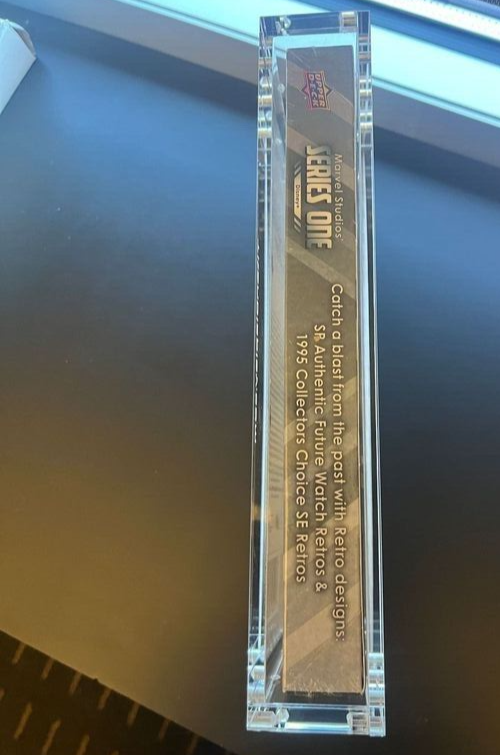 UPPER
DECK
Marvel Studios
SERIES ONE
Disney+
Catch a blast from the past with Retro designs:
SP Authentic Future Watch Retros &
1995 Collectors Choice SE Retros